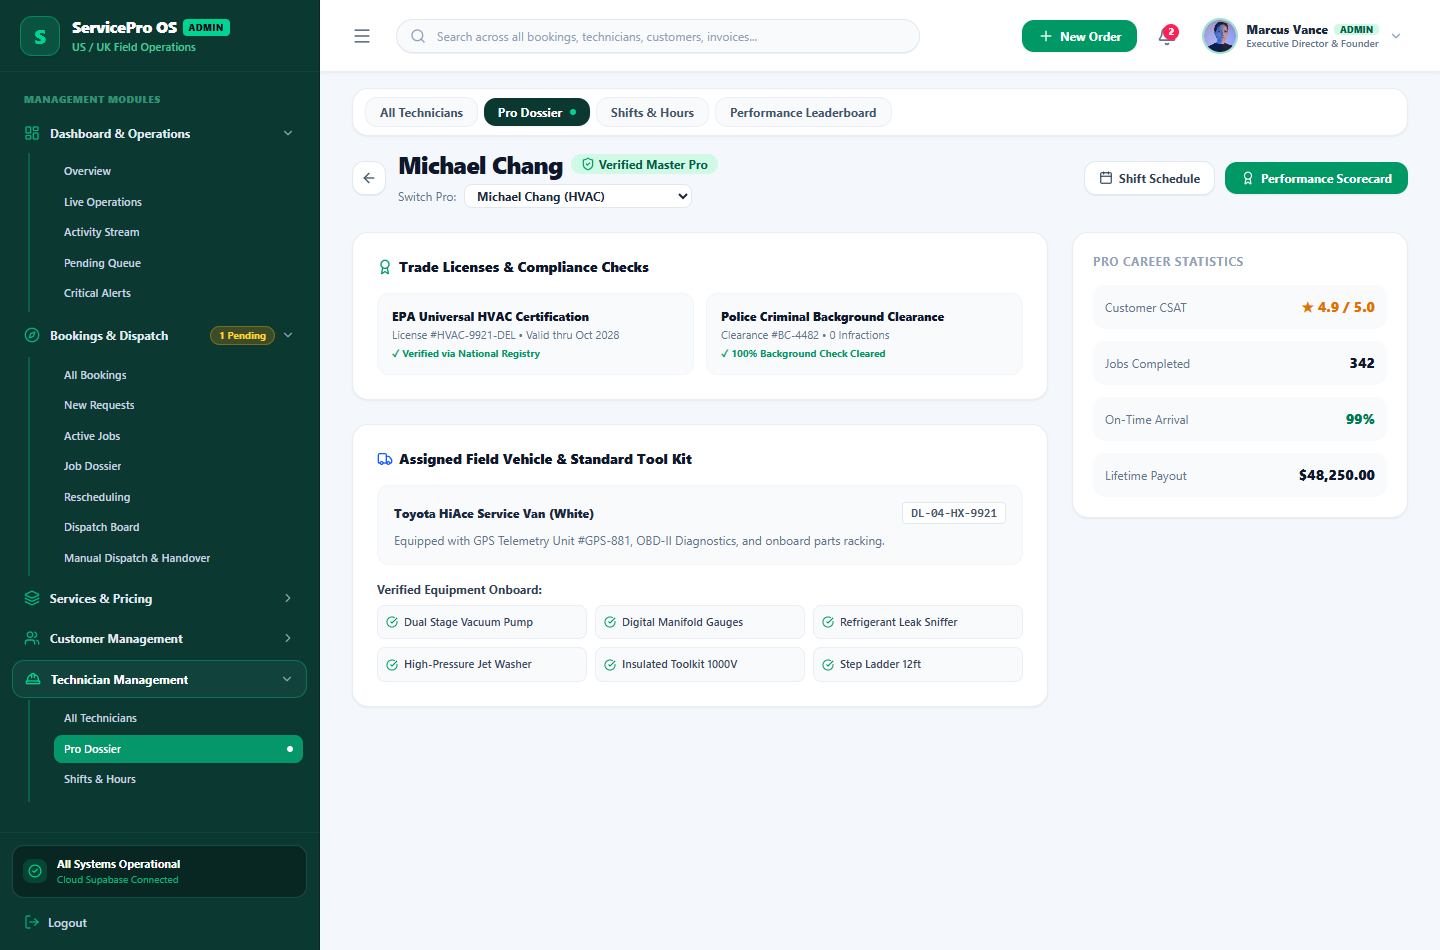 S
ServicePro OS ADMIN
US / UK Field Operations
MANAGEMENT MODULES
Dashboard & Operations
Overview
Live Operations
Activity Stream
Pending Queue
Critical Alerts
Bookings & Dispatch 1 Pending
All Bookings
New Requests
Active Jobs
Job Dossier
Rescheduling
Dispatch Board
Manual Dispatch & Handover
Services & Pricing
Customer Management
Technician Management
All Technicians
Pro Dossier
Shifts & Hours
All Systems Operational
Cloud Supabase Connected
Logout
Search across all bookings, technicians, customers, invoices...
New Order
2
Marcus Vance ADMIN
Executive Director & Founder
All Technicians Pro Dossier Shifts & Hours Performance Leaderboard
Michael Chang Verified Master Pro
Switch Pro: Michael Chang (HVAC)
Shift Schedule Performance Scorecard
Trade Licenses & Compliance Checks
EPA Universal HVAC Certification
License #HVAC-9921-DEL • Valid thru Oct 2028
✓ Verified via National Registry
Police Criminal Background Clearance
Clearance #BC-4482 • 0 Infractions
✓ 100% Background Check Cleared
Assigned Field Vehicle & Standard Tool Kit
Toyota HiAce Service Van (White) DL-04-HX-9921
Equipped with GPS Telemetry Unit #GPS-881, OBD-II Diagnostics, and onboard parts racking.
Verified Equipment Onboard:
Dual Stage Vacuum Pump Digital Manifold Gauges Refrigerant Leak Sniffer
High-Pressure Jet Washer Insulated Toolkit 1000V Step Ladder 12ft
PRO CAREER STATISTICS
Customer CSAT ★ 4.9 / 5.0
Jobs Completed 342
On-Time Arrival 99%
Lifetime Payout $48,250.00